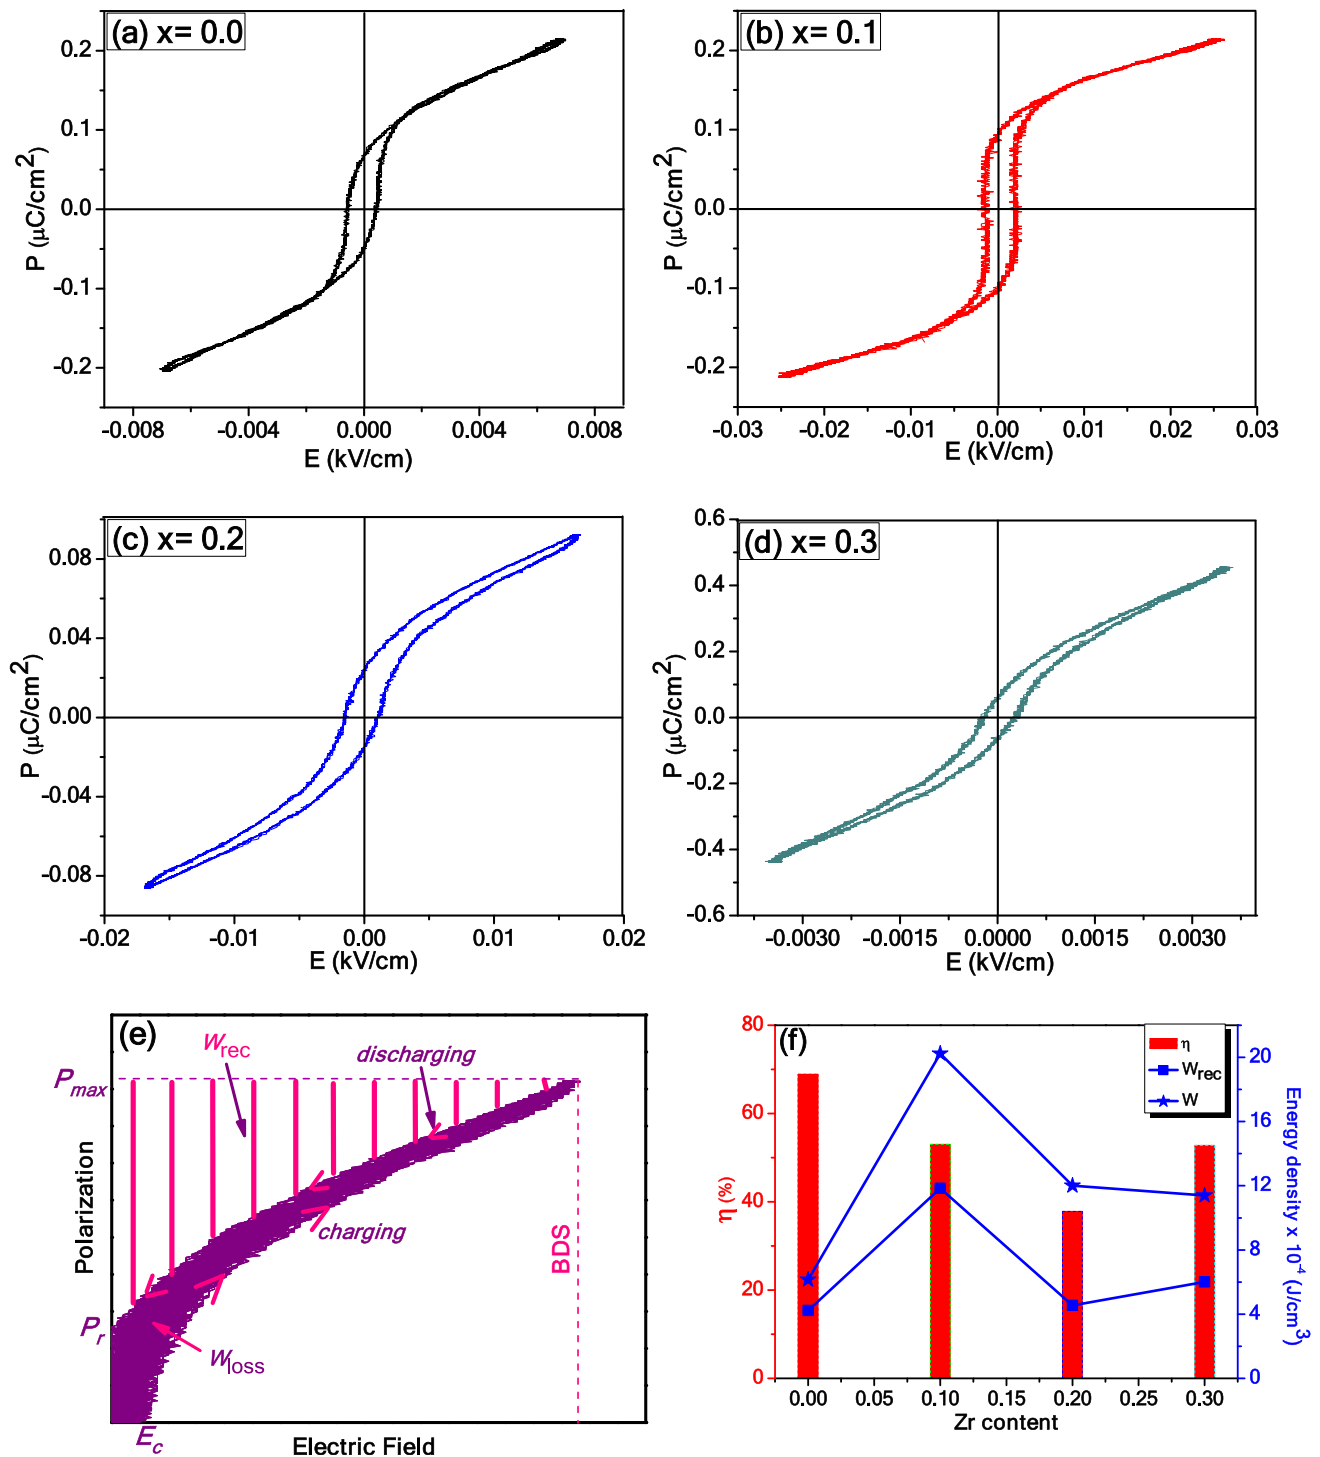 (a) x= 0.0
0.2
0.1
0.0
-0.1
-0.2
P (μC/cm2)
-0.008
-0.004
0.000
0.004
0.008
E (kV/cm)
(b) x= 0.1
0.2
0.1
0.0
-0.1
-0.2
P (μC/cm2)
-0.03
-0.02
-0.01
0.00
0.01
0.02
0.03
E (kV/cm)
(c) x= 0.2
0.08
0.04
0.00
-0.04
-0.08
P (μC/cm2)
-0.02
-0.01
0.00
0.01
0.02
E (kV/cm)
(d) x= 0.3
0.6
0.4
0.2
0.0
-0.2
-0.4
-0.6
P (μC/cm2)
-0.0030
-0.0015
0.0000
0.0015
0.0030
E (kV/cm)
(e)
Wrec
discharging
Pmax
charging
Polarization
BDS
Pr
Wloss
Ec
Electric Field
(f)
η
Wrec
W
80
60
40
20
0
η (%)
20
16
12
8
4
0
Energy density x 10-4 (J/cm3)
0.00
0.05
0.10
0.15
0.20
0.25
0.30
Zr content